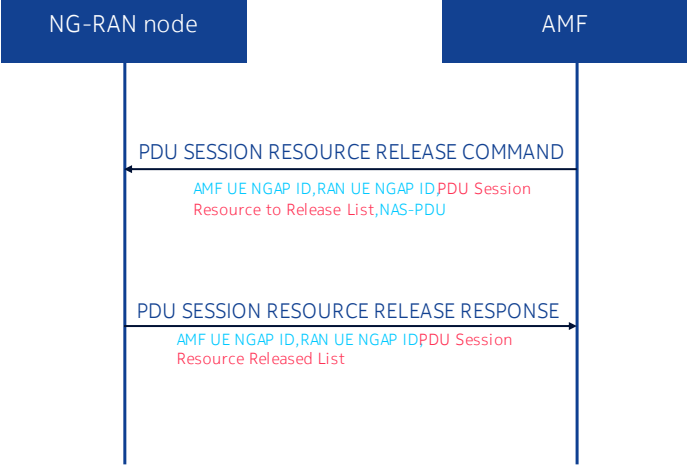 NG-RAN node
AMF
PDU SESSION RESOURCE RELEASE COMMAND
AMF UE NGAP ID,RAN UE NGAP ID,PDU Session
Resource to Release List,NAS-PDU
PDU SESSION RESOURCE RELEASE RESPONSE
AMF UE NGAP ID,RAN UE NGAP IDPDU Session
Resource Released List